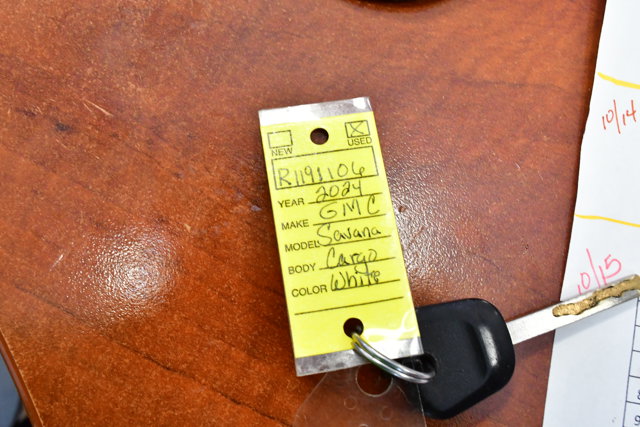 NEW USED
R1191106
YEAR 2024
MAKE GMC
MODEL Savana
BODY Cargo
COLOR White
10/14
10/15